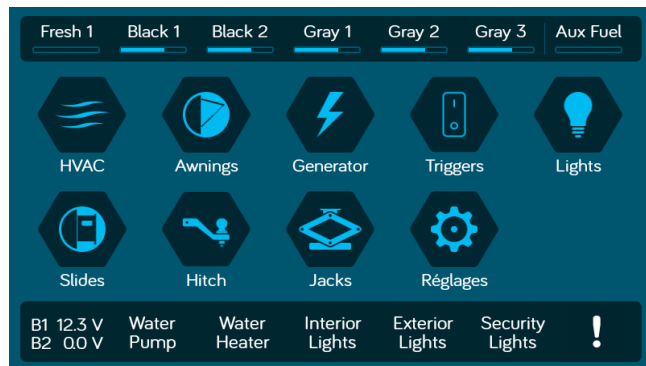 Fresh 1 Black 1 Black 2 Gray 1 Gray 2 Gray 3 Aux Fuel
HVAC Awnings Generator Triggers Lights
Slides Hitch Jacks Réglages
B1 12.3 V Water Water Interior Exterior Security !
B2 0.0 V Pump Heater Lights Lights Lights